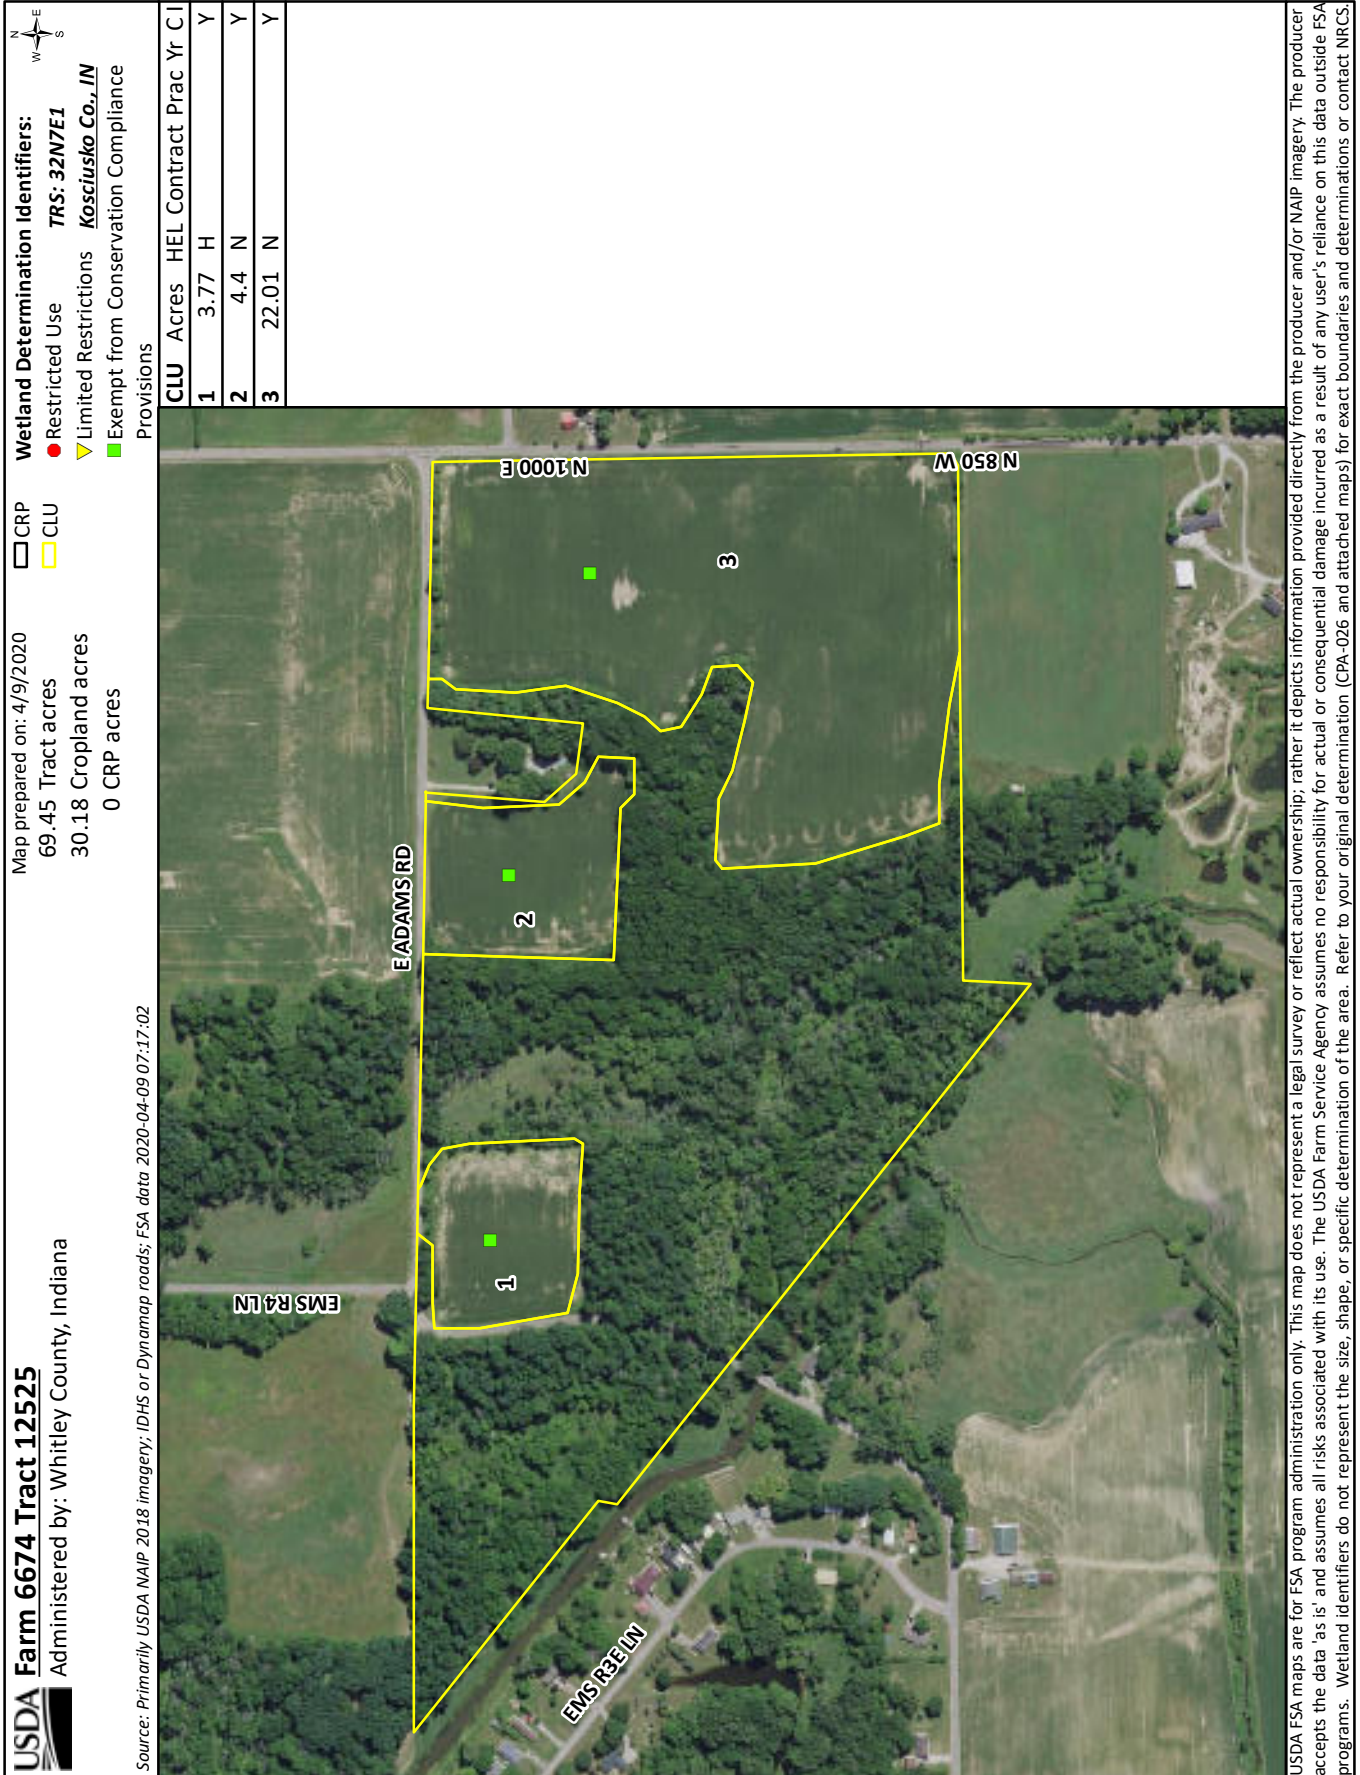 USDA
Farm 6674 Tract 12525
Administered by: Whitley County, Indiana
Map prepared on: 4/9/2020
69.45 Tract acres
30.18 Cropland acres
0 CRP acres
CRP
CLU
Wetland Determination Identifiers:
Restricted Use
Limited Restrictions
Exempt from Conservation Compliance
Provisions
TRS: 32N7E1
Kosciusko Co., IN
N
E
S
W
Source: Primarily USDA NAIP 2018 imagery; IDHS or Dynamap roads; FSA data 2020-04-09 07:17:02
CLU Acres HEL Contract Prac Yr C I
1 3.77 H Y
2 4.4 N Y
3 22.01 N Y
EMS R4 LN
E ADAMS RD
N 1000 E
1
2
3
N 850 W
EMS R3E LN
USDA FSA maps are for FSA program administration only. This map does not represent a legal survey or reflect actual ownership; rather it depicts information provided directly from the producer and/or NAIP imagery. The producer
accepts the data 'as is' and assumes all risks associated with its use. The USDA Farm Service Agency assumes no responsibility for actual or consequential damage incurred as a result of any user's reliance on this data outside FSA
programs. Wetland identifiers do not represent the size, shape, or specific determination of the area. Refer to your original determination (CPA-026 and attached maps) for exact boundaries and determinations or contact NRCS.